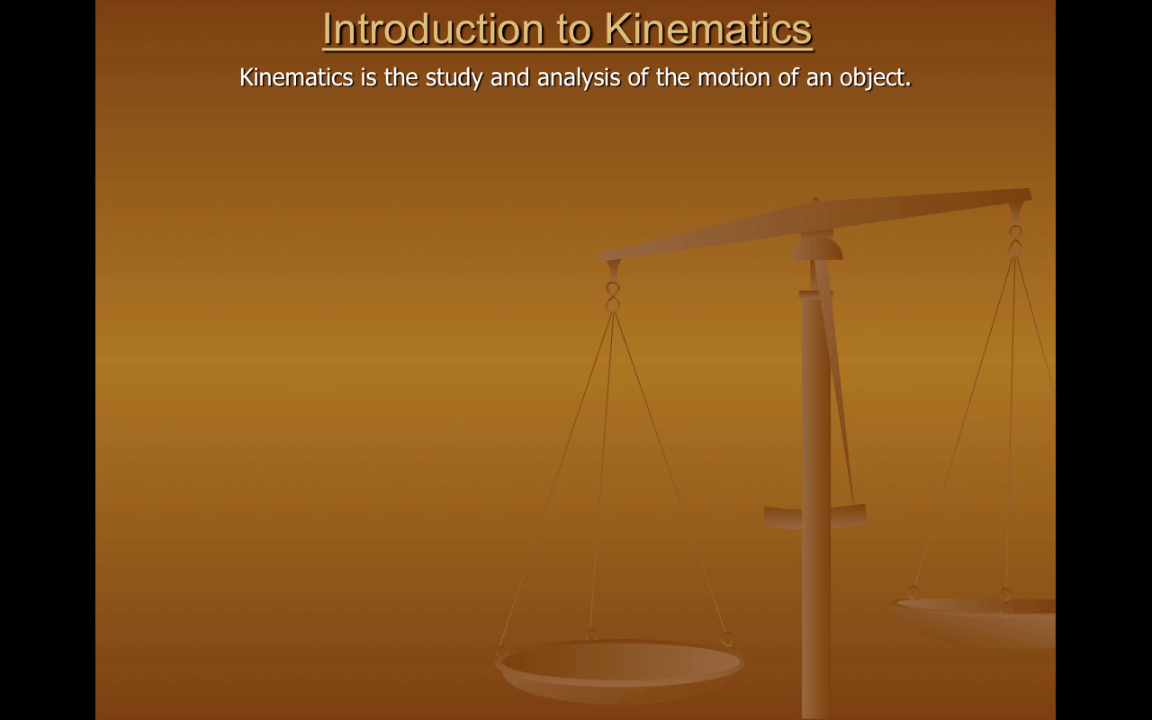 Introduction to Kinematics
Kinematics is the study and analysis of the motion of an object.